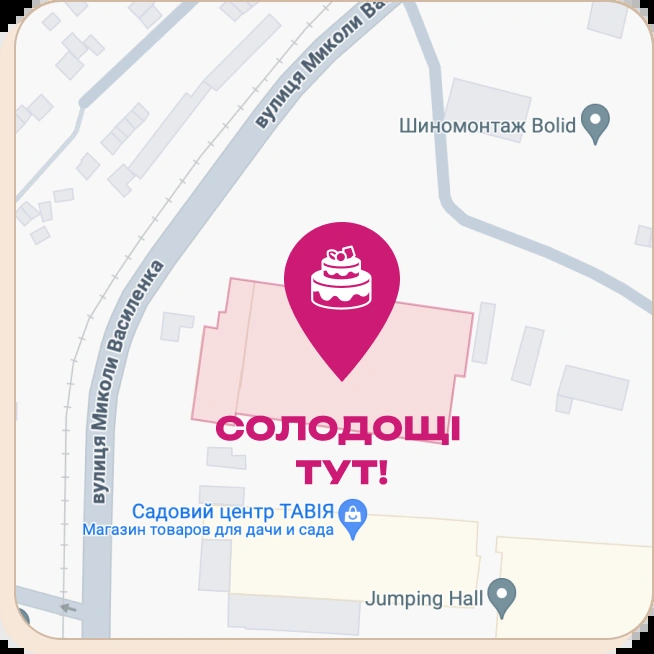 вулиця Миколи Ва
Шиномонтаж Bolid
вулиця Миколи Василенка
СОЛОДОЩІ
ТУТ!
Садовий центр ТАВІЯ
Магазин товаров для дачи и сада
Jumping Hall